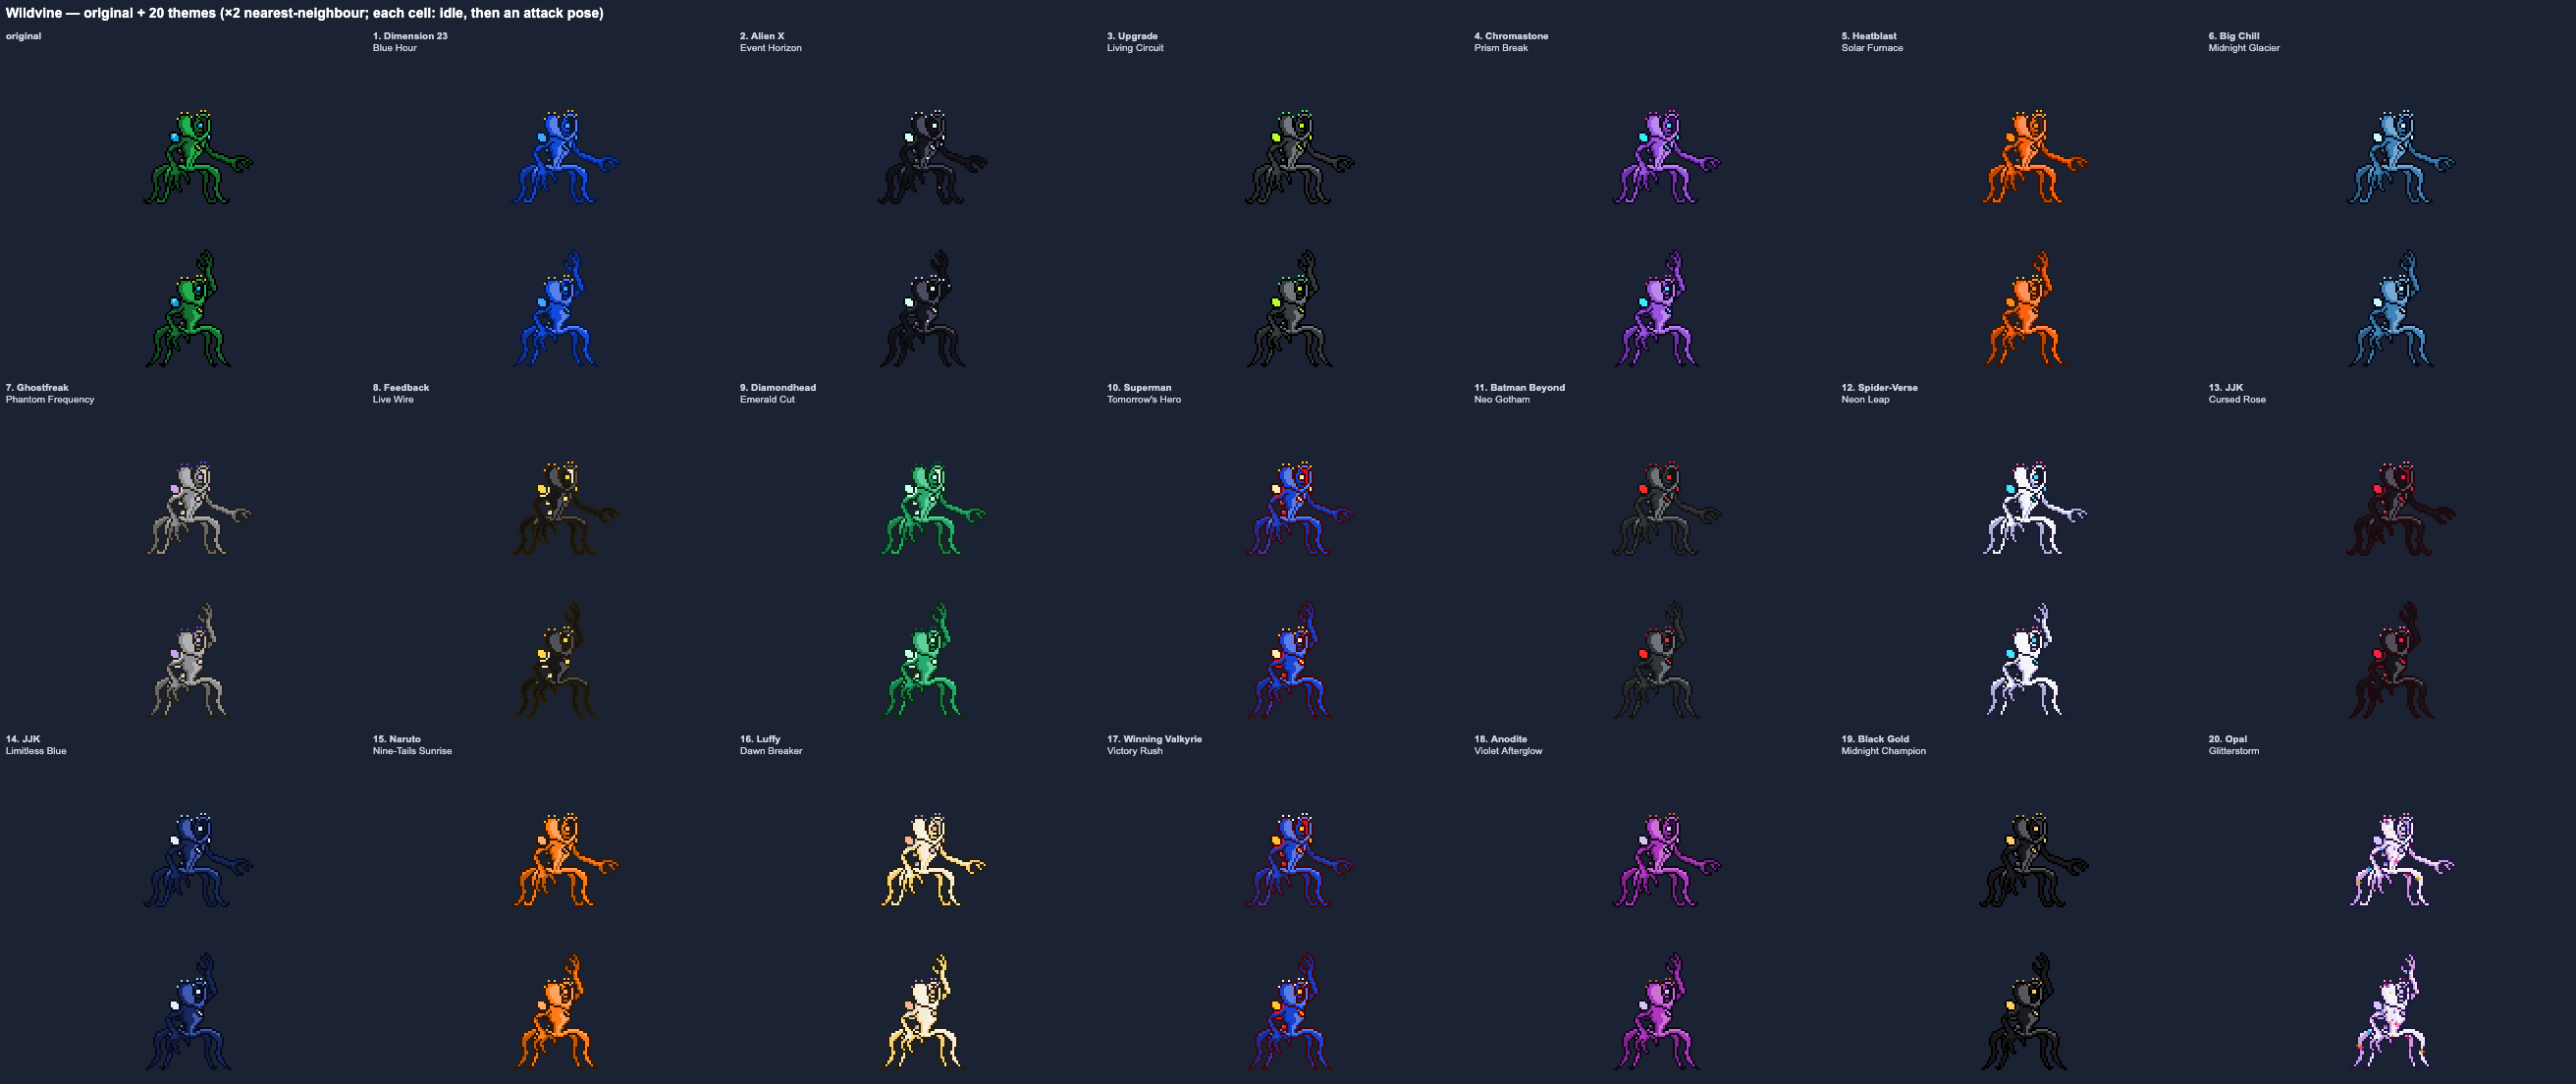 Wildvine — original + 20 themes (×2 nearest-neighbour; each cell: idle, then an attack pose)
original
1. Dimension 23
Blue Hour
2. Alien X
Event Horizon
3. Upgrade
Living Circuit
4. Chromastone
Prism Break
5. Heatblast
Solar Furnace
6. Big Chill
Midnight Glacier
7. Ghostfreak
Phantom Frequency
8. Feedback
Live Wire
9. Diamondhead
Emerald Cut
10. Superman
Tomorrow's Hero
11. Batman Beyond
Neo Gotham
12. Spider-Verse
Neon Leap
13. JJK
Cursed Rose
14. JJK
Limitless Blue
15. Naruto
Nine-Tails Sunrise
16. Luffy
Dawn Breaker
17. Winning Valkyrie
Victory Rush
18. Anodite
Violet Afterglow
19. Black Gold
Midnight Champion
20. Opal
Glitterstorm